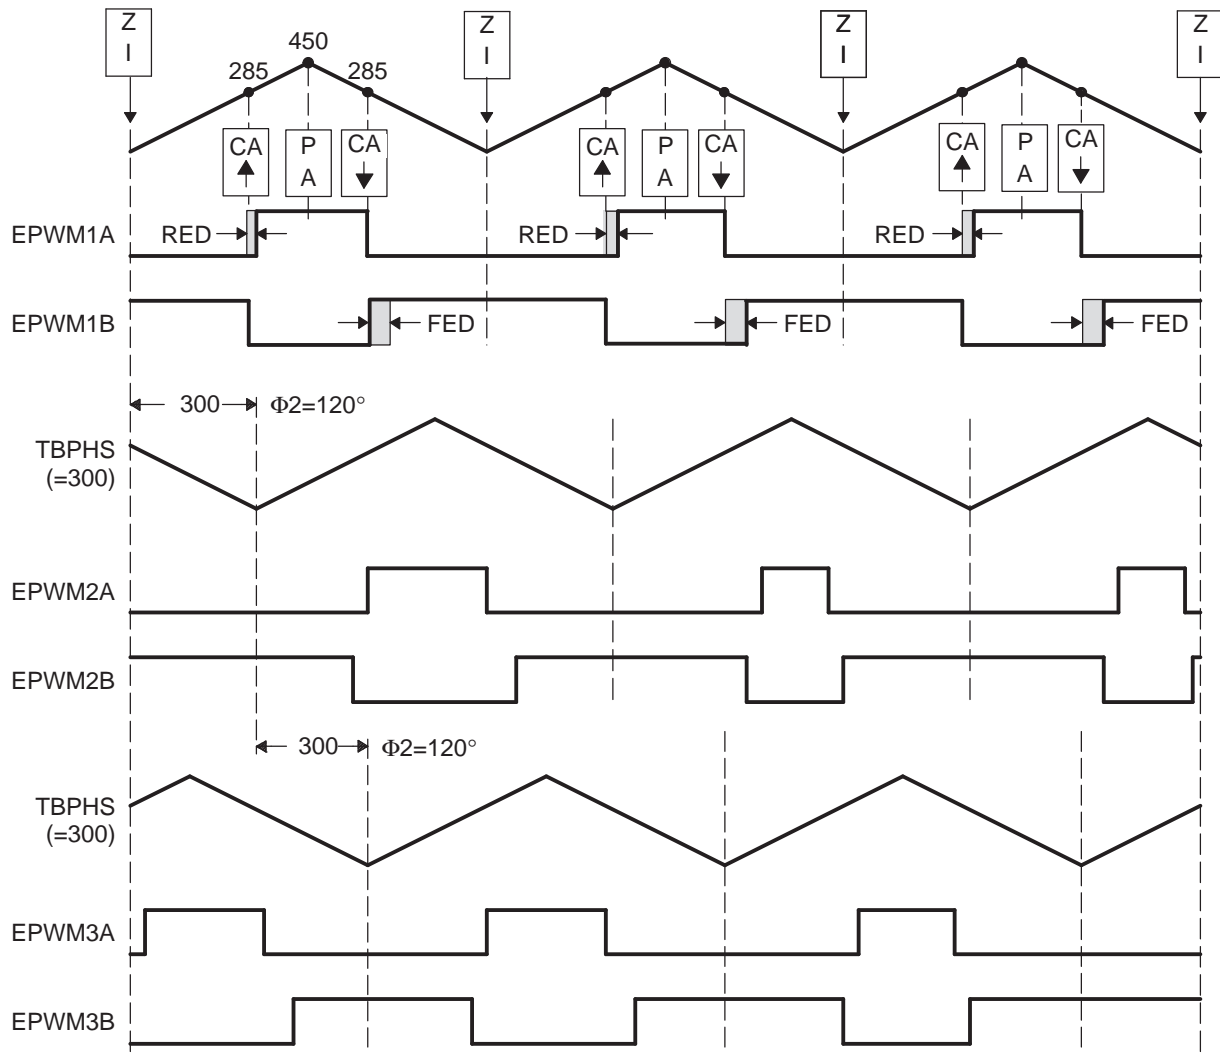 Z
I
Z
I
Z
I
Z
I
450
285
285
CA
P
A
CA
CA
P
A
CA
CA
P
A
CA
EPWM1A
RED
RED
RED
EPWM1B
FED
FED
FED
300
Φ2=120°
TBPHS
(=300)
EPWM2A
EPWM2B
300
Φ2=120°
TBPHS
(=300)
EPWM3A
EPWM3B